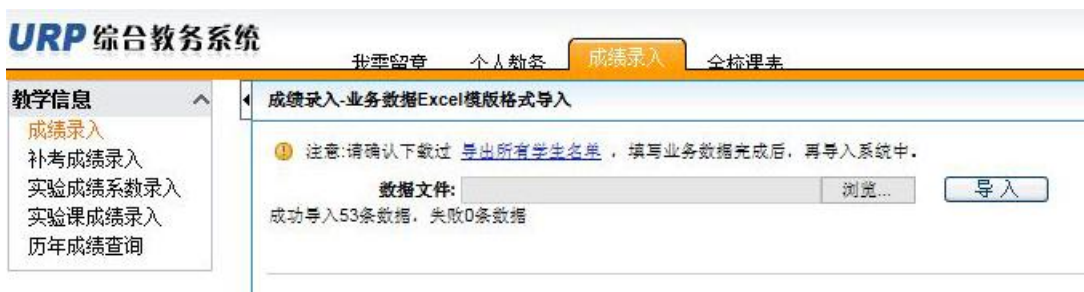 URP 综合教务系统
我要留意 个人教务 成绩录入 全校课表
教学信息
成绩录入
补考成绩录入
实验成绩系数录入
实验课成绩录入
历年成绩查询
成绩录入-业务数据Excel模版格式导入
注意:请确认下载过 导出所有学生名单 ，填写业务数据完成后，再导入系统中。
数据文件: 浏览... 导入
成功导入53条数据，失败0条数据